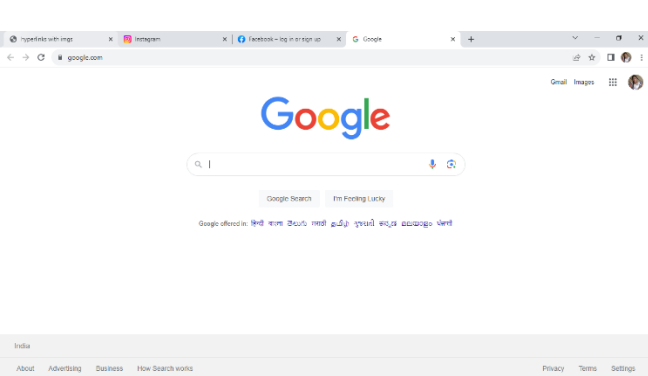 hyperlinks with imgs
Instagram
Facebook – log in or sign up
Google
google.com
Gmail Images
Google
Google Search I'm Feeling Lucky
Google offered in: हिन्दी বাংলা తెలుగు मराठी தமிழ் ગુજરાતી ಕನ್ನಡ മലയാളം ਪੰਜਾਬੀ
India
About Advertising Business How Search works
Privacy Terms Settings